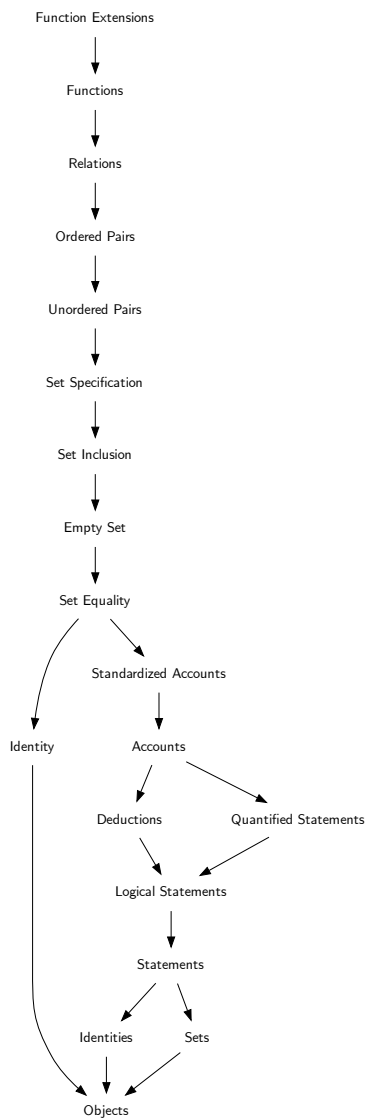 Function Extensions
Functions
Relations
Ordered Pairs
Unordered Pairs
Set Specification
Set Inclusion
Empty Set
Set Equality
Standardized Accounts
Identity
Accounts
Deductions
Quantified Statements
Logical Statements
Statements
Identities
Sets
Objects